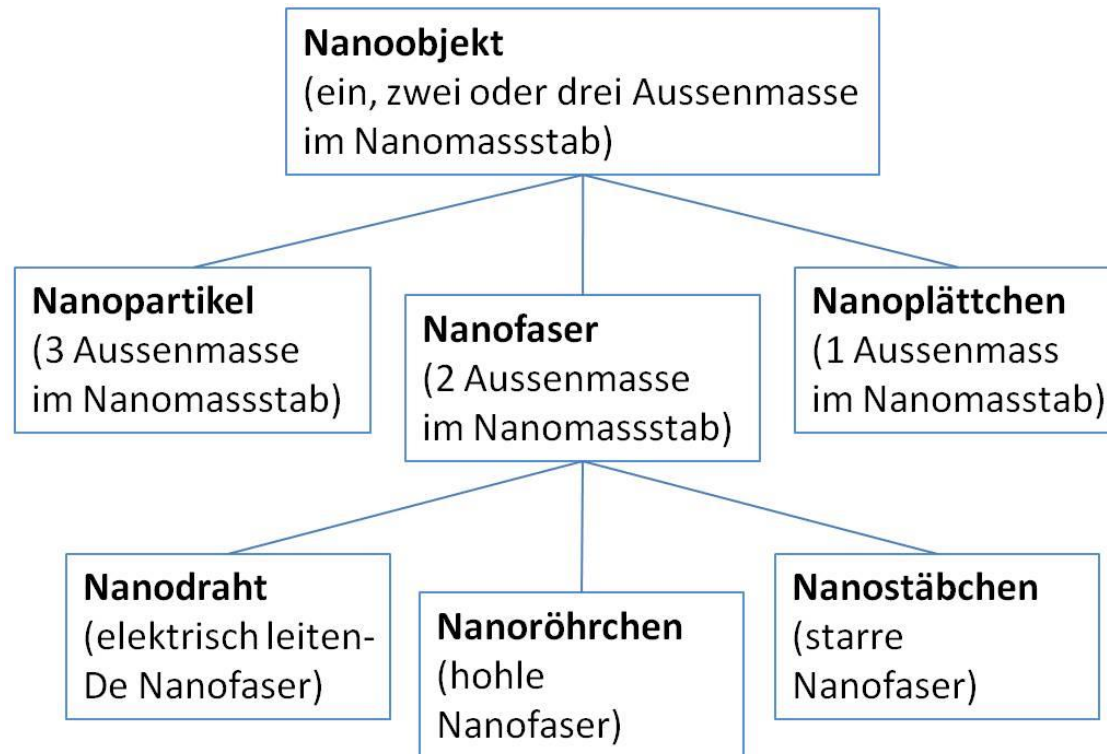 Nanoobjekt
(ein, zwei oder drei Aussenmasse
im Nanomassstab)
Nanopartikel
(3 Aussenmasse
im Nanomassstab)
Nanofaser
(2 Aussenmasse
im Nanomassstab)
Nanoplättchen
(1 Aussenmass
im Nanomasstab)
Nanodraht
(elektrisch leiten-
De Nanofaser)
Nanoröhrchen
(hohle
Nanofaser)
Nanostäbchen
(starre
Nanofaser)